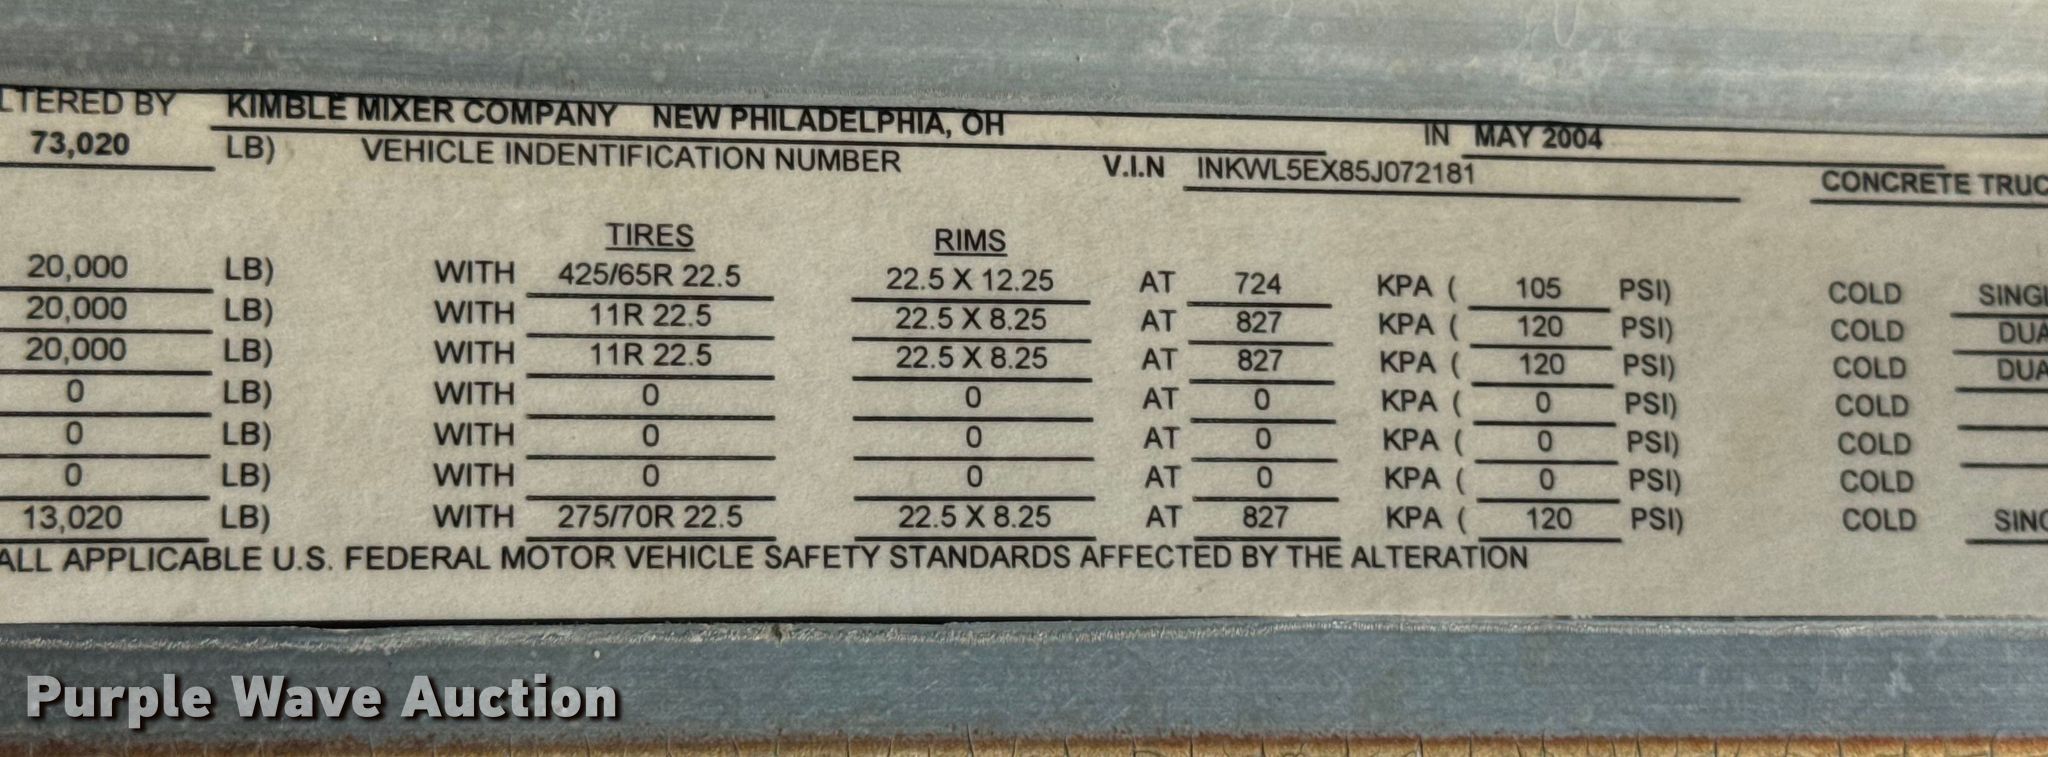 LTERED BY KIMBLE MIXER COMPANY NEW PHILADELPHIA, OH IN MAY 2004
73,020 LB) VEHICLE INDENTIFICATION NUMBER V.I.N INKWL5EX85J072181 CONCRETE TRUC
TIRES RIMS
20,000 LB) WITH 425/65R 22.5 22.5 X 12.25 AT 724 KPA ( 105 PSI) COLD SINGL
20,000 LB) WITH 11R 22.5 22.5 X 8.25 AT 827 KPA ( 120 PSI) COLD DUA
20,000 LB) WITH 11R 22.5 22.5 X 8.25 AT 827 KPA ( 120 PSI) COLD DUA
0 LB) WITH 0 0 AT 0 KPA ( 0 PSI) COLD
0 LB) WITH 0 0 AT 0 KPA ( 0 PSI) COLD
0 LB) WITH 0 0 AT 0 KPA ( 0 PSI) COLD
13,020 LB) WITH 275/70R 22.5 22.5 X 8.25 AT 827 KPA ( 120 PSI) COLD SING
ALL APPLICABLE U.S. FEDERAL MOTOR VEHICLE SAFETY STANDARDS AFFECTED BY THE ALTERATION
Purple Wave Auction